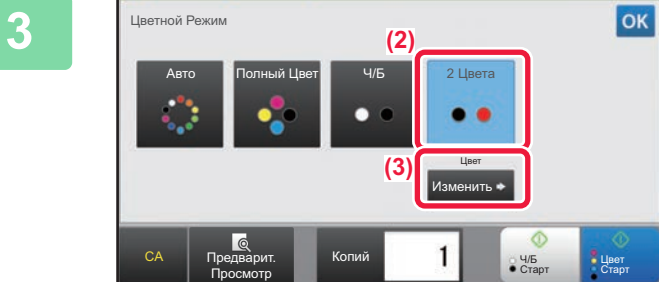 3
Цветной Режим
OK
(2)
Авто
Полный Цвет
Ч/Б
2 Цвета
(3)
Цвет
Изменить
CA
Предварит.
Просмотр
Копий
1
Ч/Б
Старт
Цвет
Старт